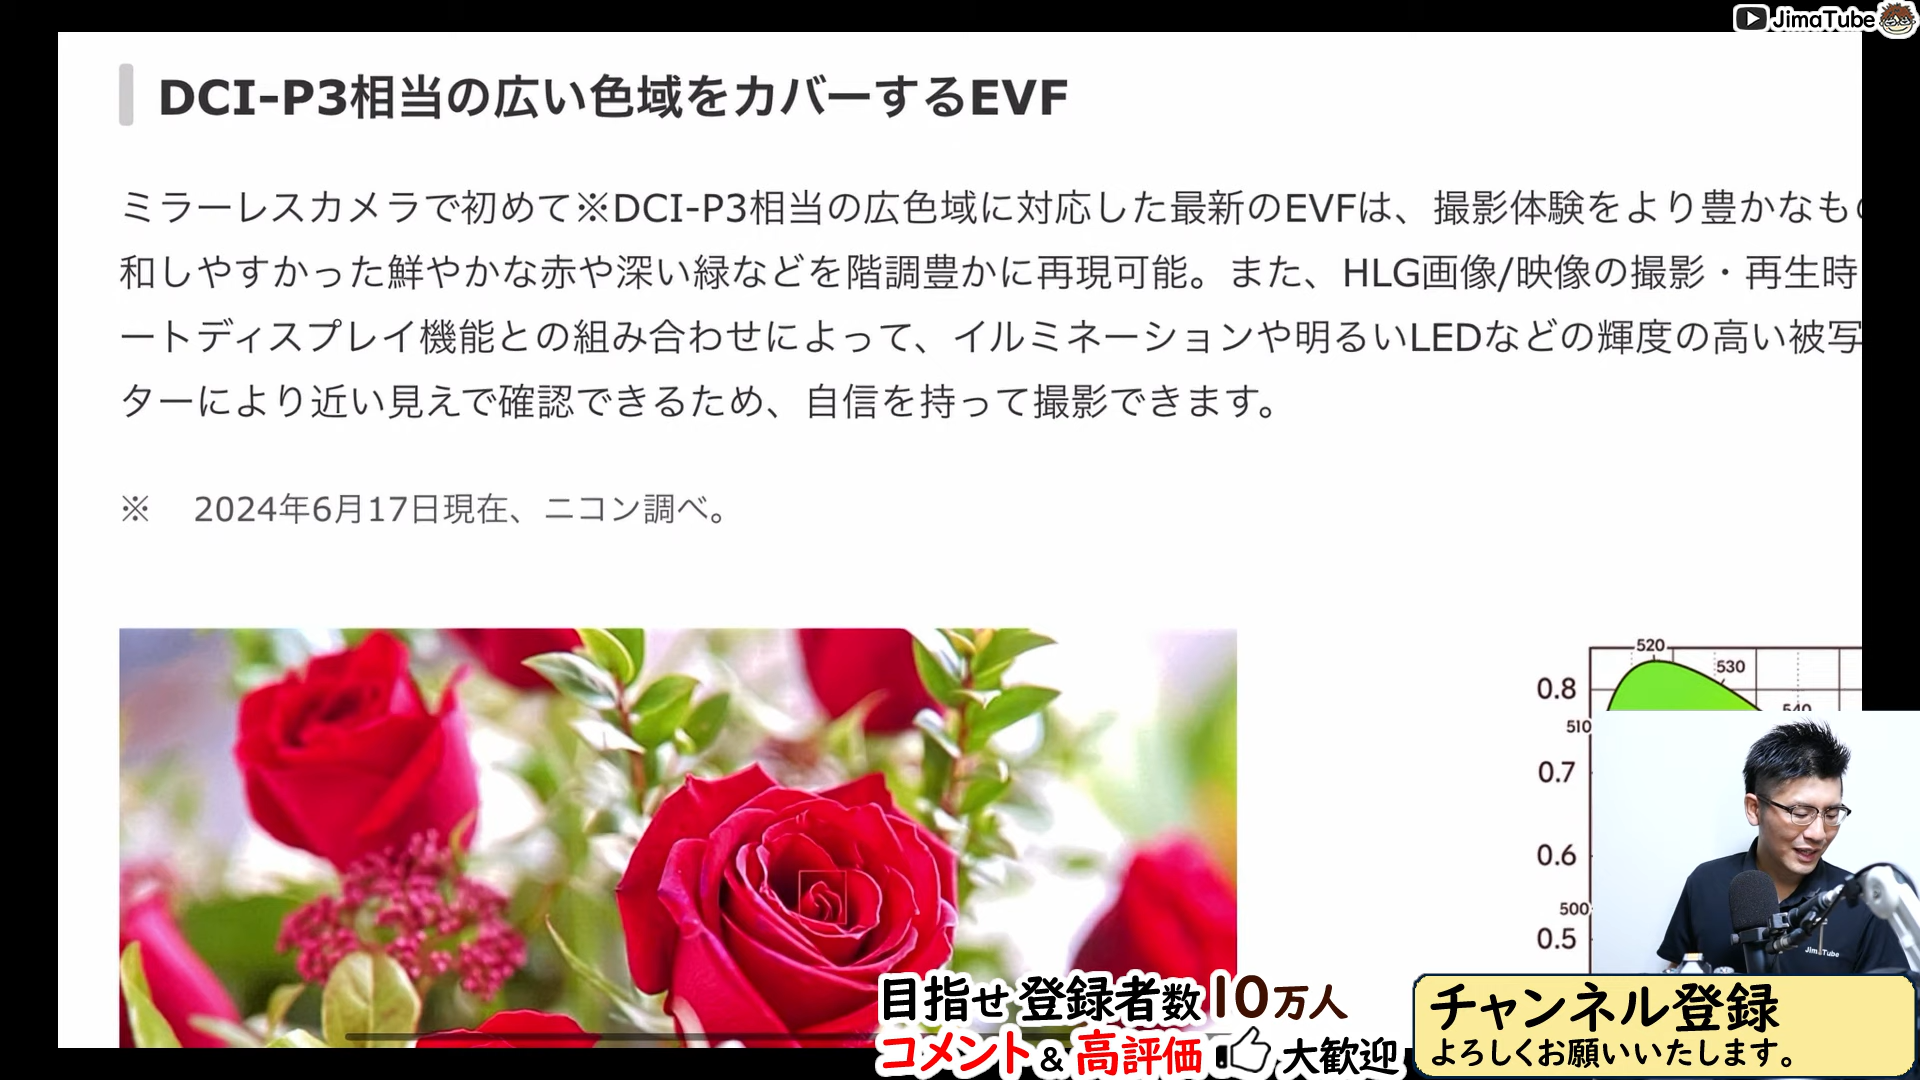 JimaTube
DCI-P3相当の広い色域をカバーするEVF
ミラーレスカメラで初めて※DCI-P3相当の広色域に対応した最新のEVFは、撮影体験をより豊かなもの
和しやすかった鮮やかな赤や深い緑などを階調豊かに再現可能。また、HLG画像/映像の撮影・再生時
ートディスプレイ機能との組み合わせによって、イルミネーションや明るいLEDなどの輝度の高い被写
ターにより近い見えで確認できるため、自信を持って撮影できます。
※ 2024年6月17日現在、ニコン調べ。
520
530
0.8
540
510
0.7
0.6
500
0.5
JimaTube
目指せ登録者数10万人
コメント&高評価 大歓迎
チャンネル登録
よろしくお願いいたします。